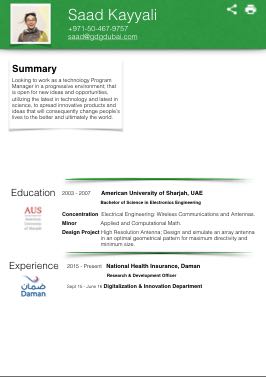 Saad Kayyali
+971-50-467-9757
saad@gdgdubai.com
Summary
Looking to work as a technology Program
Manager in a progressive environment; that
is open for new ideas and opportunities,
utilizing the latest in technology and latest in
science, to spread innovative products and
ideas that will consequently change people's
lives to the better and ultimately the world.
Education 2003 - 2007 American University of Sharjah, UAE
Bachelor of Science in Electronics Engineering
AUS
Concentration Electrical Engineering: Wireless Communications and Antennas.
Minor Applied and Computational Math.
Design Project High Resolution Antenna: Design and simulate an array antenna
in an optimal geometrical pattern for maximum directivity and
minimum size.
Experience 2015 - Present National Health Insurance, Daman
Research & Development Officer
ضمان
Daman
Sept 15 - June 16 Digitalization & Innovation Department